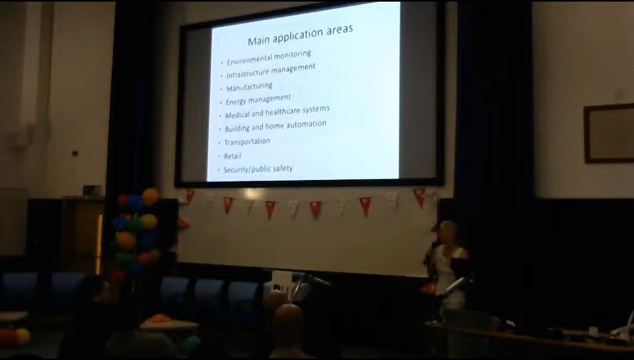 Main application areas
• Environmental monitoring
• Infrastructure management
• Manufacturing
• Energy management
• Medical and healthcare systems
• Building and home automation
• Transportation
• Retail
• Security/public safety